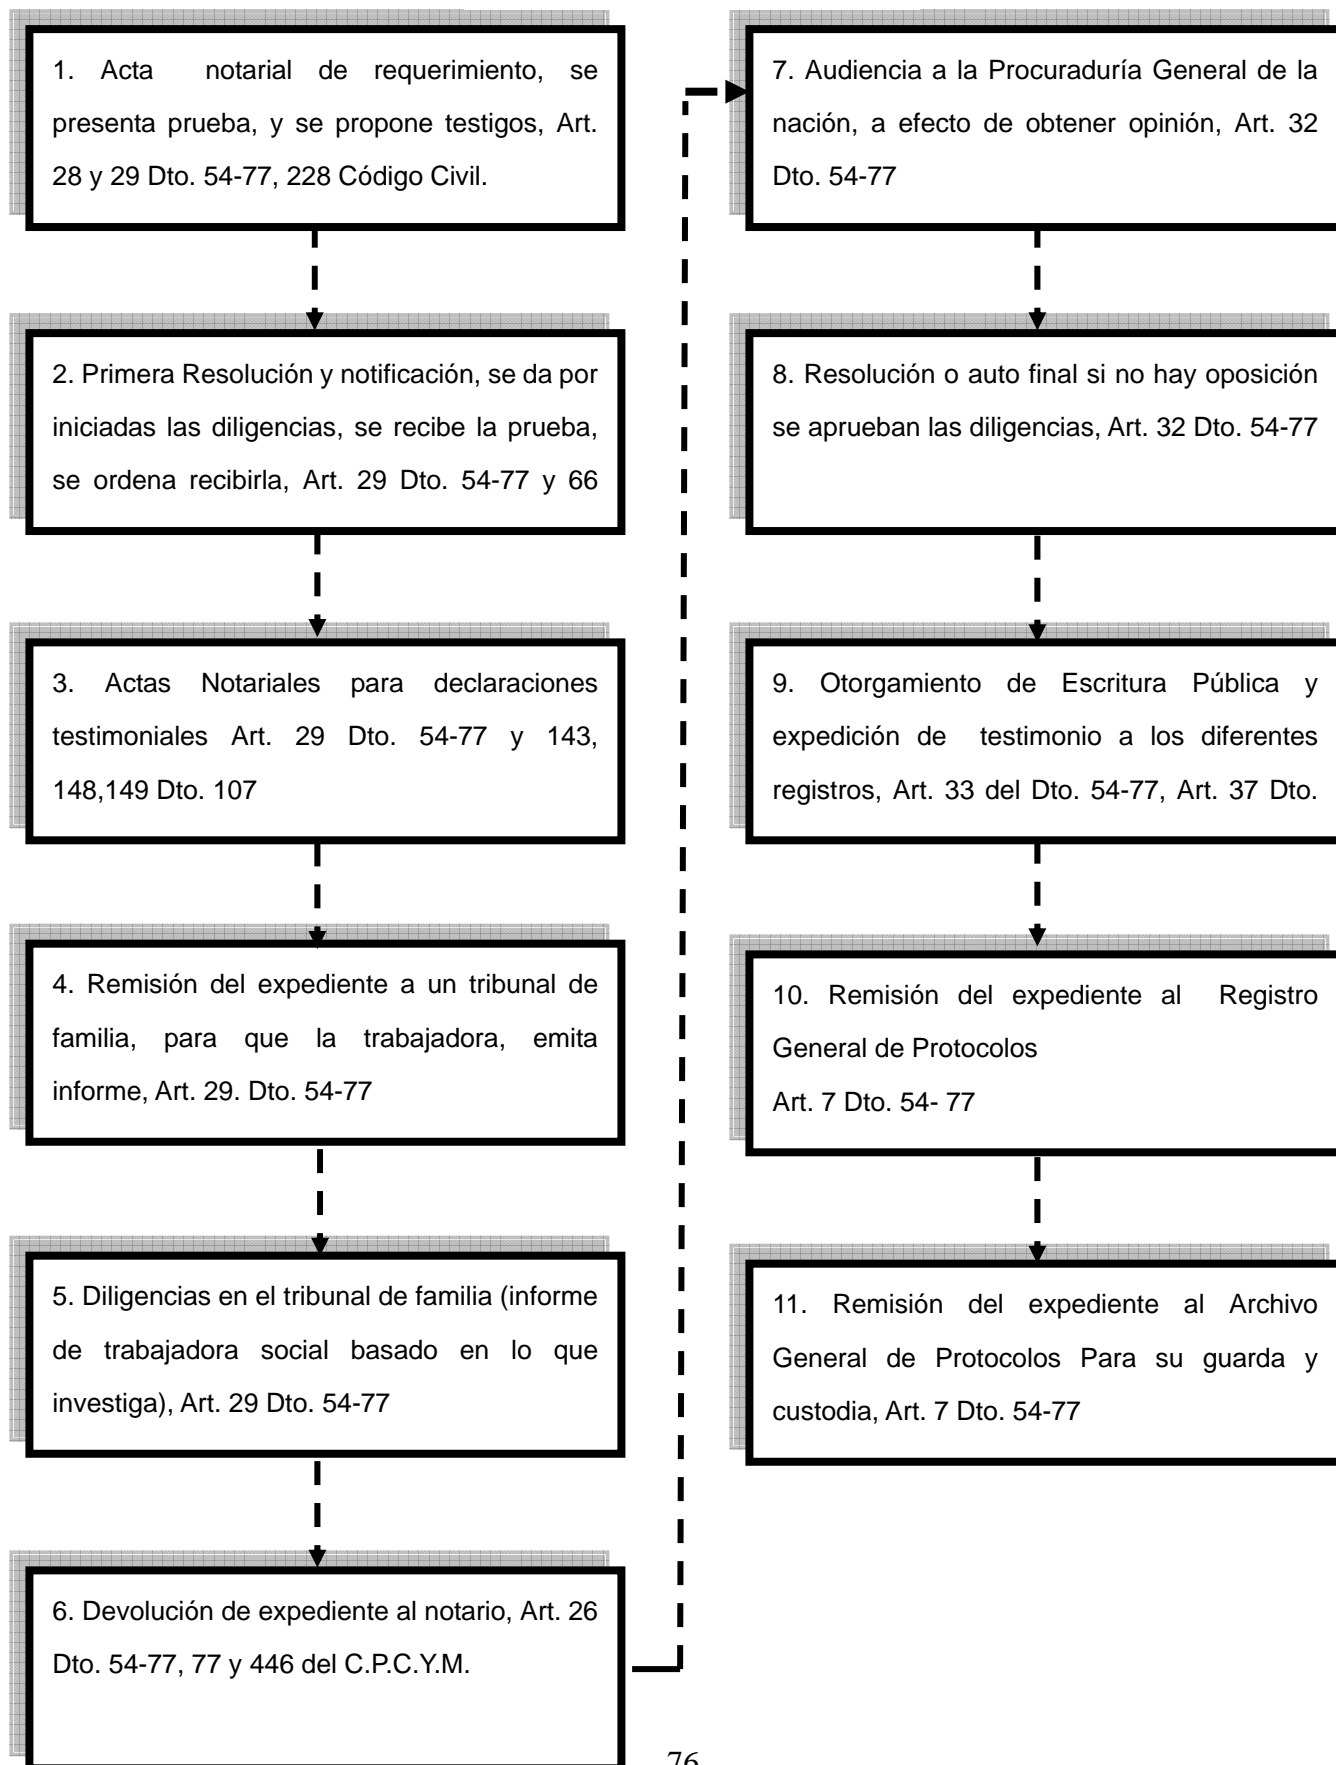 1. Acta notarial de requerimiento, se
presenta prueba, y se propone testigos, Art.
28 y 29 Dto. 54-77, 228 Código Civil.
2. Primera Resolución y notificación, se da por
iniciadas las diligencias, se recibe la prueba,
se ordena recibirla, Art. 29 Dto. 54-77 y 66
3. Actas Notariales para declaraciones
testimoniales Art. 29 Dto. 54-77 y 143,
148,149 Dto. 107
4. Remisión del expediente a un tribunal de
familia, para que la trabajadora, emita
informe, Art. 29. Dto. 54-77
5. Diligencias en el tribunal de familia (informe
de trabajadora social basado en lo que
investiga), Art. 29 Dto. 54-77
6. Devolución de expediente al notario, Art. 26
Dto. 54-77, 77 y 446 del C.P.C.Y.M.
7. Audiencia a la Procuraduría General de la
nación, a efecto de obtener opinión, Art. 32
Dto. 54-77
8. Resolución o auto final si no hay oposición
se aprueban las diligencias, Art. 32 Dto. 54-77
9. Otorgamiento de Escritura Pública y
expedición de testimonio a los diferentes
registros, Art. 33 del Dto. 54-77, Art. 37 Dto.
10. Remisión del expediente al Registro
General de Protocolos
Art. 7 Dto. 54- 77
11. Remisión del expediente al Archivo
General de Protocolos Para su guarda y
custodia, Art. 7 Dto. 54-77
76